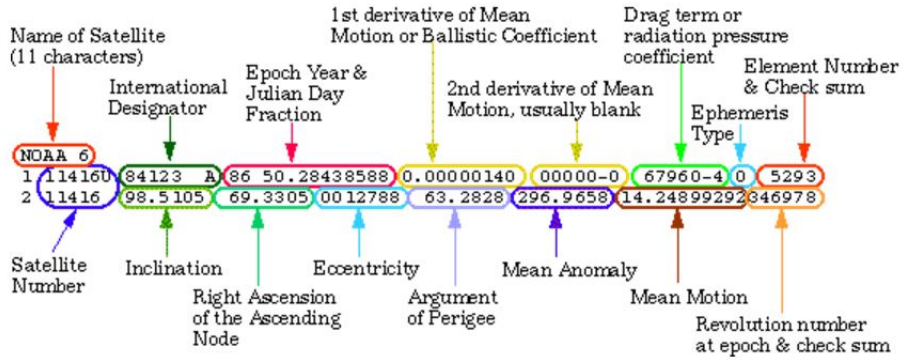 Name of Satellite
(11 characters)
International
Designator
Epoch Year &
Julian Day
Fraction
1st derivative of Mean
Motion or Ballistic Coefficient
2nd derivative of Mean
Motion, usually blank
Drag term or
radiation pressure
coefficient
Ephemeris
Type
Element Number
& Check sum
NOAA 6
1 11416U 84123 A 86 50.28438588 0.00000140 00000-0 67960-4 0 5293
2 11416 98.5105 69.3305 0012788 63.2828 296.9658 14.24899292346978
Satellite
Number
Inclination
Right Ascension
of the Ascending
Node
Eccentricity
Argument
of Perigee
Mean Anomaly
Mean Motion
Revolution number
at epoch & check sum